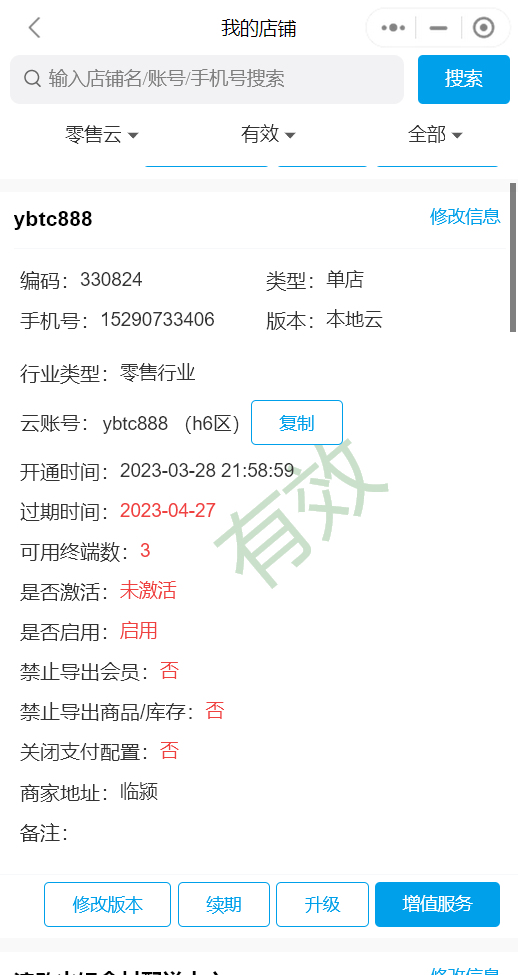 我的店铺
输入店铺名/账号/手机号搜索 搜索
零售云 有效 全部
ybtc888 修改信息
编码：330824 类型：单店
手机号：15290733406 版本：本地云
行业类型：零售行业
云账号：ybtc888 （h6区） 复制
开通时间：2023-03-28 21:58:59
过期时间：2023-04-27
有效
可用终端数：3
是否激活：未激活
是否启用：启用
禁止导出会员：否
禁止导出商品/库存：否
关闭支付配置：否
商家地址：临颍
备注：
修改版本 续期 升级 增值服务
修改信息